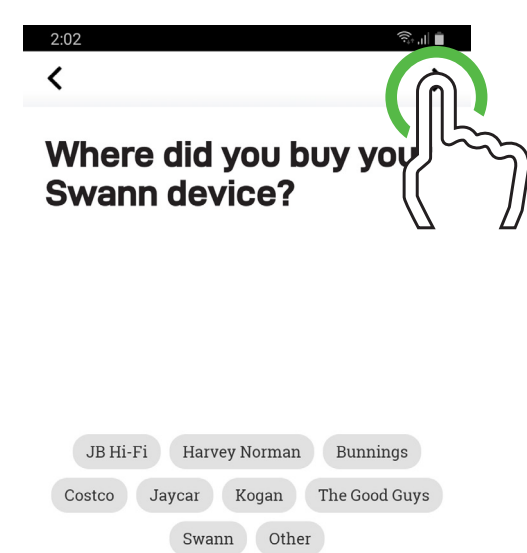 2:02
Where did you buy you
Swann device?
JB Hi-Fi Harvey Norman Bunnings
Costco Jaycar Kogan The Good Guys
Swann Other